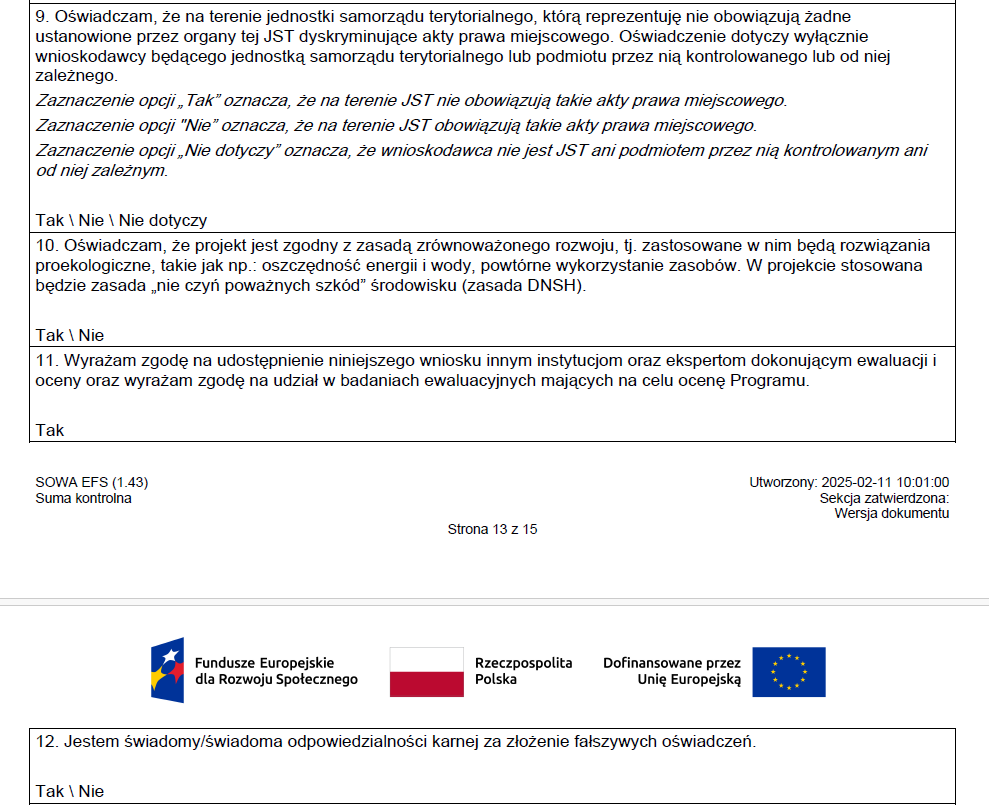 9. Oświadczam, że na terenie jednostki samorządu terytorialnego, którą reprezentuję nie obowiązują żadne
ustanowione przez organy tej JST dyskryminujące akty prawa miejscowego. Oświadczenie dotyczy wyłącznie
wnioskodawcy będącego jednostką samorządu terytorialnego lub podmiotu przez nią kontrolowanego lub od niej
zależnego.
Zaznaczenie opcji „Tak” oznacza, że na terenie JST nie obowiązują takie akty prawa miejscowego.
Zaznaczenie opcji "Nie” oznacza, że na terenie JST obowiązują takie akty prawa miejscowego.
Zaznaczenie opcji „Nie dotyczy” oznacza, że wnioskodawca nie jest JST ani podmiotem przez nią kontrolowanym ani
od niej zależnym.
Tak \ Nie \ Nie dotyczy
10. Oświadczam, że projekt jest zgodny z zasadą zrównoważonego rozwoju, tj. zastosowane w nim będą rozwiązania
proekologiczne, takie jak np.: oszczędność energii i wody, powtórne wykorzystanie zasobów. W projekcie stosowana
będzie zasada „nie czyń poważnych szkód” środowisku (zasada DNSH).
Tak \ Nie
11. Wyrażam zgodę na udostępnienie niniejszego wniosku innym instytucjom oraz ekspertom dokonującym ewaluacji i
oceny oraz wyrażam zgodę na udział w badaniach ewaluacyjnych mających na celu ocenę Programu.
Tak
SOWA EFS (1.43)
Suma kontrolna
Utworzony: 2025-02-11 10:01:00
Sekcja zatwierdzona:
Wersja dokumentu
Strona 13 z 15
Fundusze Europejskie
dla Rozwoju Społecznego
Rzeczpospolita
Polska
Dofinansowane przez
Unię Europejską
12. Jestem świadomy/świadoma odpowiedzialności karnej za złożenie fałszywych oświadczeń.
Tak \ Nie